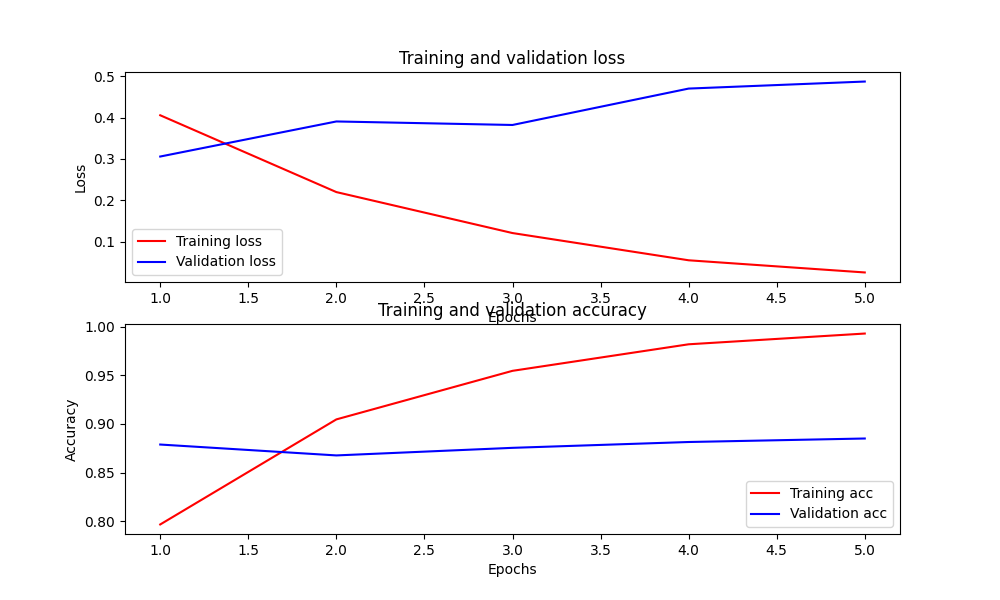 Training and validation loss
0.5
0.4
0.3
0.2
0.1
Loss
Training loss
Validation loss
1.0 1.5 2.0 2.5 3.0 3.5 4.0 4.5 5.0
Epochs
Training and validation accuracy
1.00
0.95
0.90
0.85
0.80
Accuracy
Training acc
Validation acc
1.0 1.5 2.0 2.5 3.0 3.5 4.0 4.5 5.0
Epochs